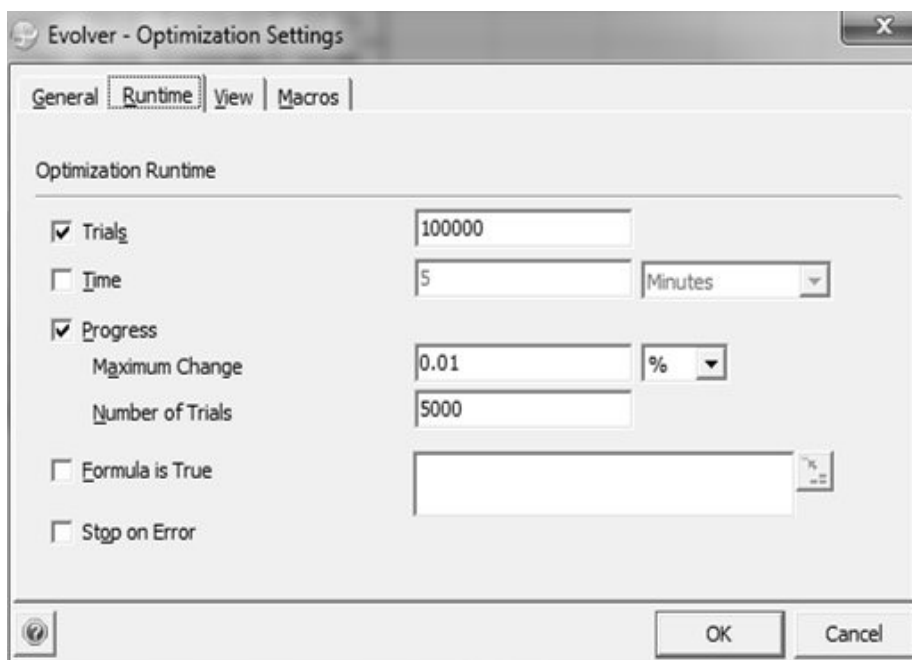 Evolver - Optimization Settings
General Runtime View Macros
Optimization Runtime
Trials 100000
Time 5 Minutes
Progress
Maximum Change 0.01 %
Number of Trials 5000
Formula is True
Stop on Error
OK Cancel